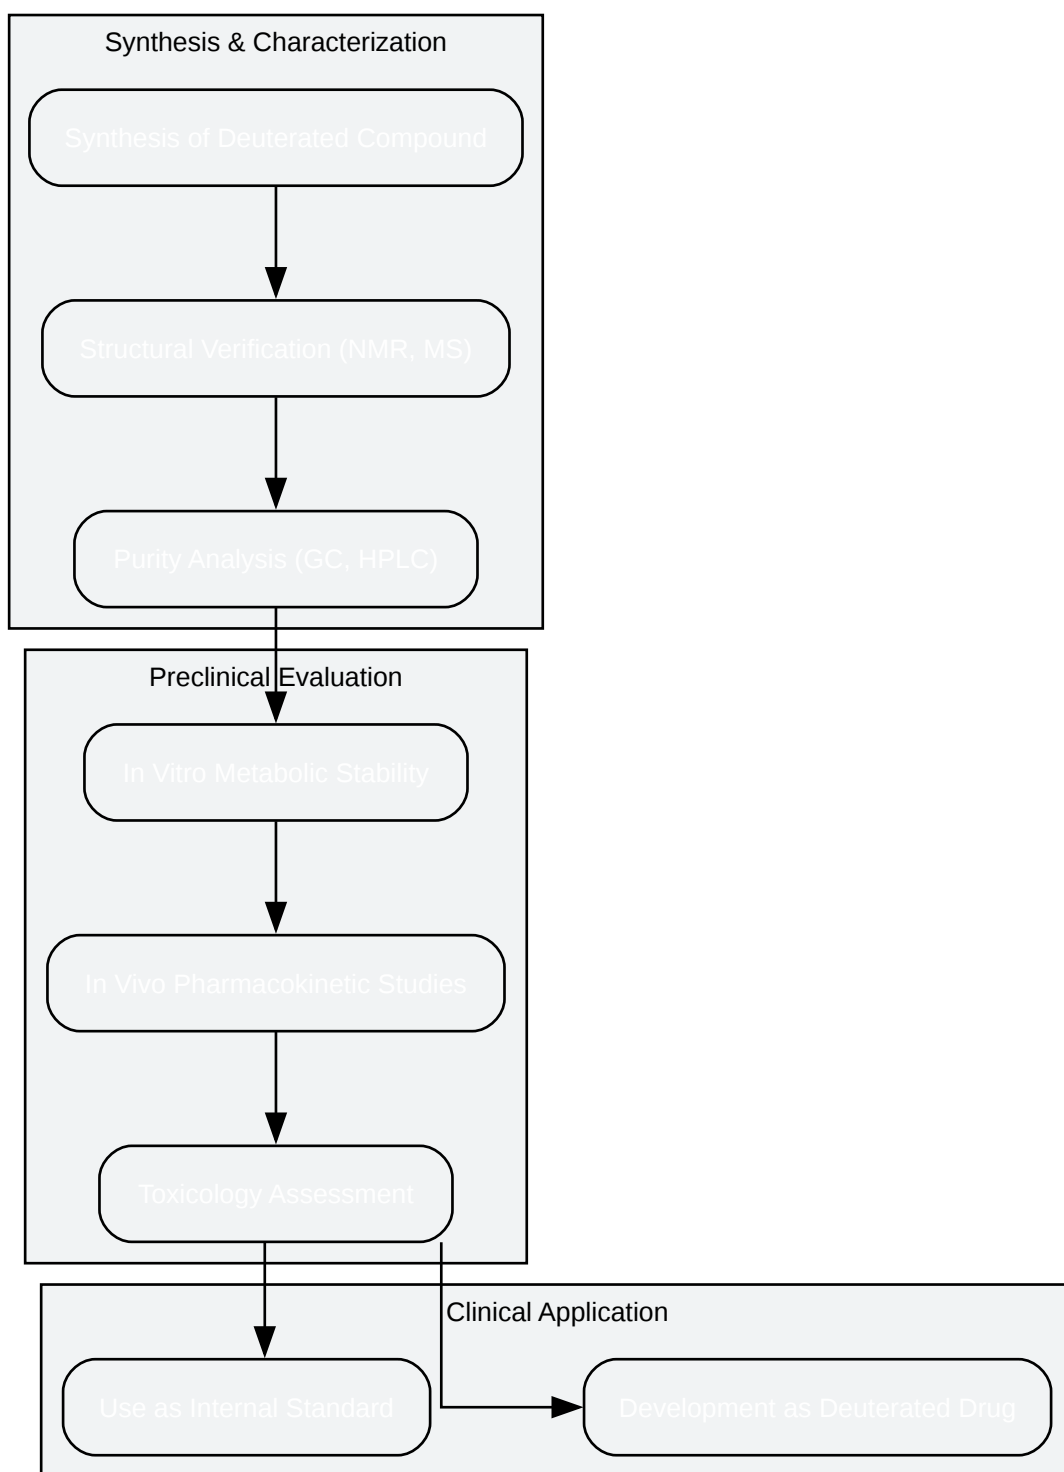 Synthesis & Characterization
Synthesis of Deuterated Compound
Structural Verification (NMR, MS)
Purity Analysis (GC, HPLC)
Preclinical Evaluation
In Vitro Metabolic Stability
In Vivo Pharmacokinetic Studies
Toxicology Assessment
Clinical Application
Use as Internal Standard
Development as Deuterated Drug